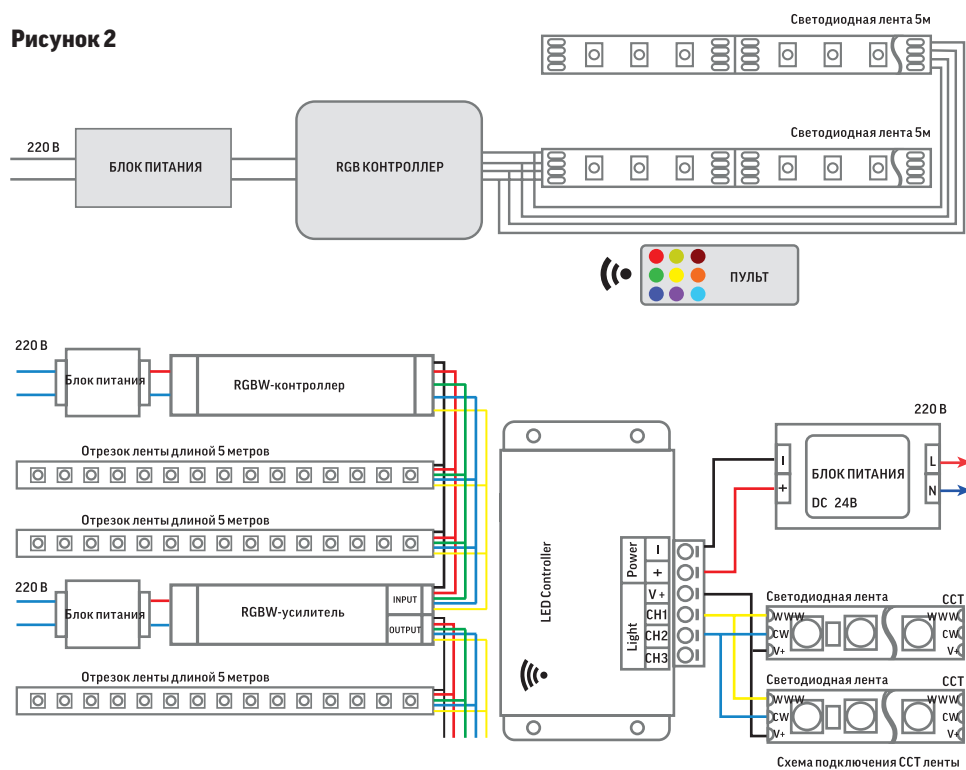 Рисунок 2
Светодиодная лента 5м
220 В
БЛОК ПИТАНИЯ
RGB КОНТРОЛЛЕР
Светодиодная лента 5м
ПУЛЬТ
220 В
Блок питания
RGBW-контроллер
Отрезок ленты длиной 5 метров
Отрезок ленты длиной 5 метров
220 В
Блок питания
RGBW-усилитель
INPUT
OUTPUT
Отрезок ленты длиной 5 метров
LED Controller
Power
I
+
Light
V +
CH1
CH2
CH3
220 В
I
+
БЛОК ПИТАНИЯ
DC 24В
L
N
Светодиодная лента
CCT
WWW
CW
V+
WWW
CW
V+
Светодиодная лента
CCT
WWW
CW
V+
WWW
CW
V+
Схема подключения ССТ ленты